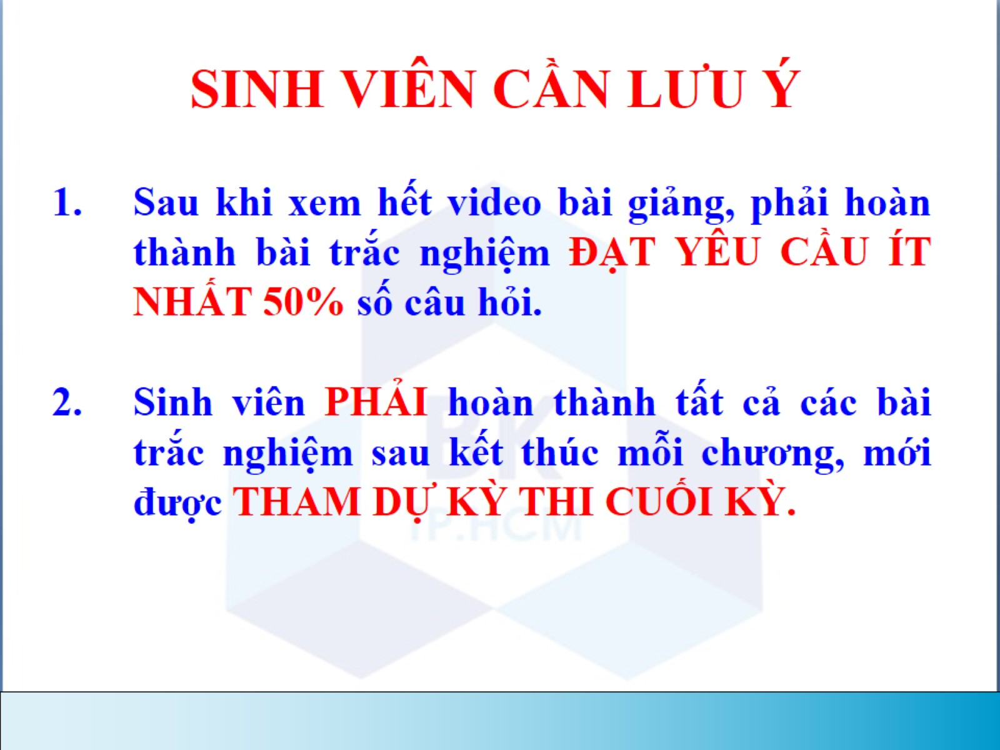 SINH VIÊN CẦN LƯU Ý
1. Sau khi xem hết video bài giảng, phải hoàn
thành bài trắc nghiệm ĐẠT YÊU CẦU ÍT
NHẤT 50% số câu hỏi.
2. Sinh viên PHẢI hoàn thành tất cả các bài
trắc nghiệm sau kết thúc mỗi chương, mới
được THAM DỰ KỲ THI CUỐI KỲ.
BK
TP.HCM